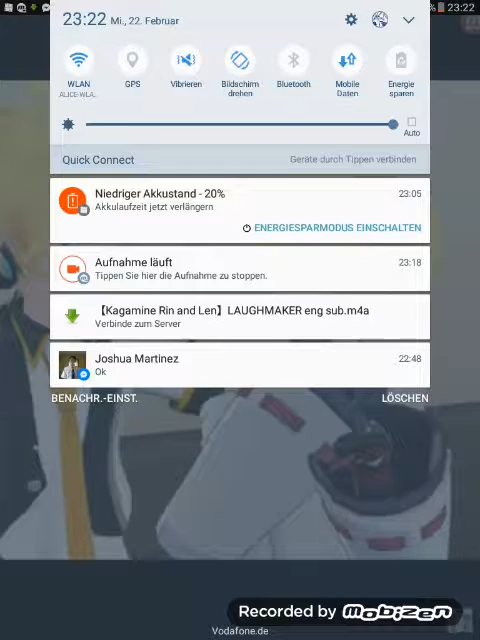 % 23:22
23:22 Mi., 22. Februar
WLAN
ALICE-WLA..
GPS
Vibrieren
Bildschirm
drehen
Bluetooth
Mobile
Daten
Energie
sparen
Auto
Quick Connect
Geräte durch Tippen verbinden
Niedriger Akkustand - 20%
23:05
Akkulaufzeit jetzt verlängern
ENERGIESPARMODUS EINSCHALTEN
Aufnahme läuft
23:18
Tippen Sie hier die Aufnahme zu stoppen.
【Kagamine Rin and Len】LAUGHMAKER eng sub.m4a
Verbinde zum Server
Joshua Martinez
22:48
Ok
BENACHR.-EINST.
LÖSCHEN
Recorded by Mobizen
Vodafone.de